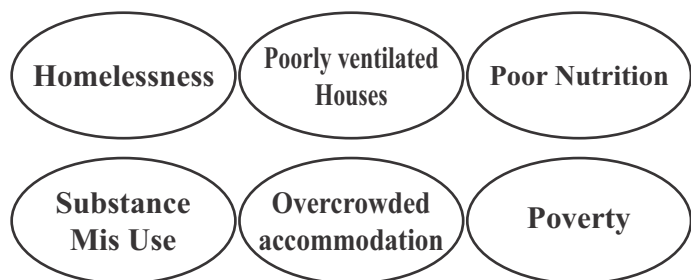 Homelessness
Poorly ventilated
Houses
Poor Nutrition
Substance
Mis Use
Overcrowded
accommodation
Poverty